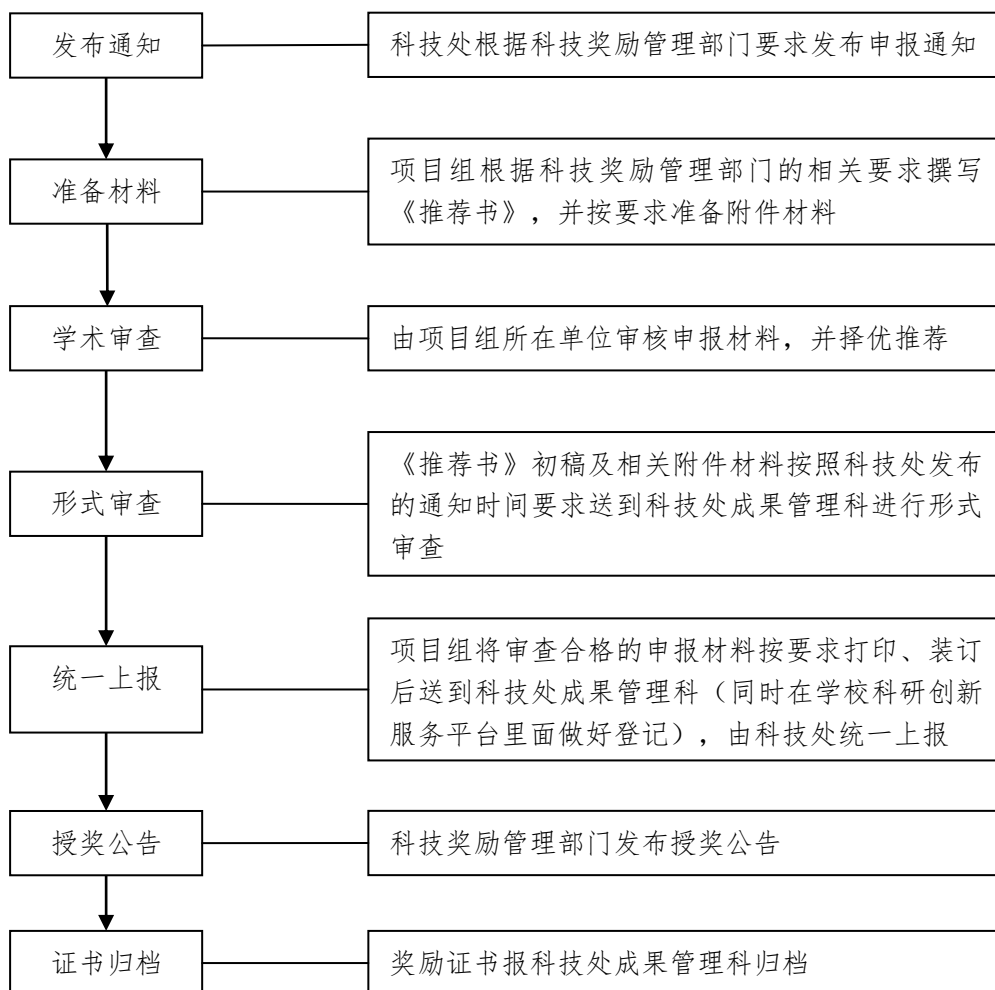 发布通知
科技处根据科技奖励管理部门要求发布申报通知
准备材料
项目组根据科技奖励管理部门的相关要求撰写
《推荐书》，并按要求准备附件材料
学术审查
由项目组所在单位审核申报材料，并择优推荐
形式审查
《推荐书》初稿及相关附件材料按照科技处发布
的通知时间要求送到科技处成果管理科进行形式
审查
统一上报
项目组将审查合格的申报材料按要求打印、装订
后送到科技处成果管理科（同时在学校科研创新
服务平台里面做好登记），由科技处统一上报
授奖公告
科技奖励管理部门发布授奖公告
证书归档
奖励证书报科技处成果管理科归档